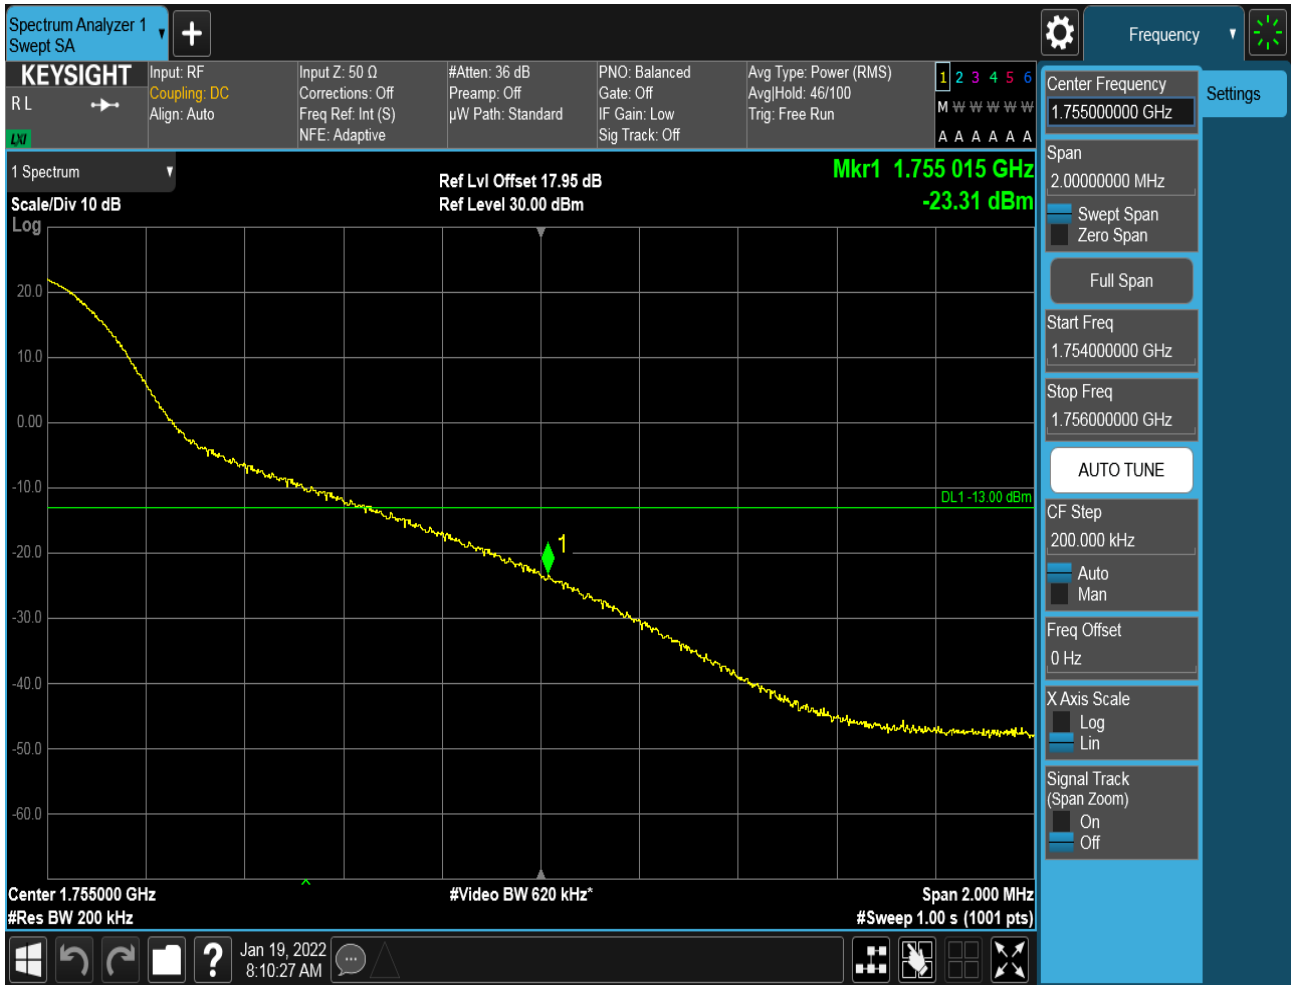 Spectrum Analyzer 1
Swept SA
Frequency
KEYSIGHT
R L
LXI
Input: RF
Coupling: DC
Align: Auto
Input Z: 50 Ω
Corrections: Off
Freq Ref: Int (S)
NFE: Adaptive
#Atten: 36 dB
Preamp: Off
µW Path: Standard
PNO: Balanced
Gate: Off
IF Gain: Low
Sig Track: Off
Avg Type: Power (RMS)
Avg|Hold: 46/100
Trig: Free Run
1 2 3 4 5 6
M W W W W W
A A A A A A
1 Spectrum
Scale/Div 10 dB
Log
Ref Lvl Offset 17.95 dB
Ref Level 30.00 dBm
Mkr1 1.755 015 GHz
-23.31 dBm
20.0
10.0
0.00
-10.0
-20.0
-30.0
-40.0
-50.0
-60.0
DL1 -13.00 dBm
1
Center 1.755000 GHz
#Res BW 200 kHz
#Video BW 620 kHz*
Span 2.000 MHz
#Sweep 1.00 s (1001 pts)
Center Frequency
1.755000000 GHz
Settings
Span
2.00000000 MHz
Swept Span
Zero Span
Full Span
Start Freq
1.754000000 GHz
Stop Freq
1.756000000 GHz
AUTO TUNE
CF Step
200.000 kHz
Auto
Man
Freq Offset
0 Hz
X Axis Scale
Log
Lin
Signal Track
(Span Zoom)
On
Off
?
Jan 19, 2022
8:10:27 AM